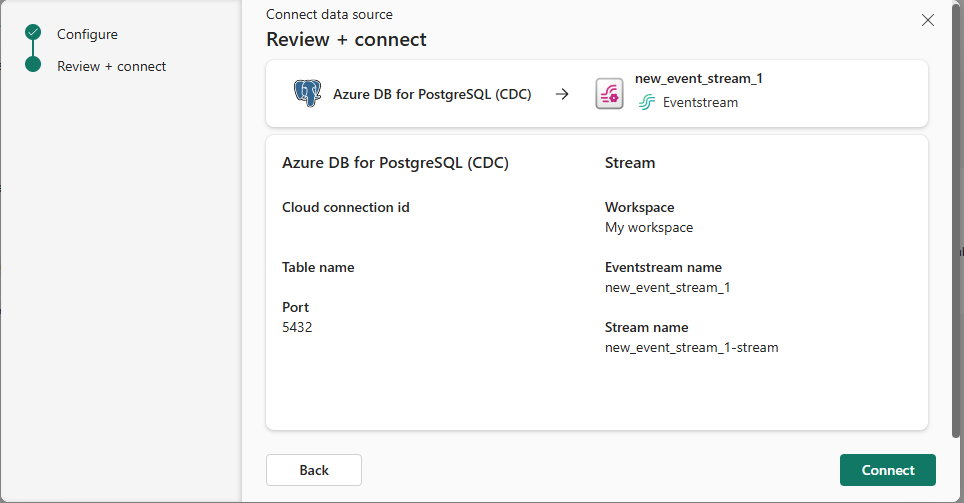 Configure
Review + connect
Connect data source
Review + connect
Azure DB for PostgreSQL (CDC)
new_event_stream_1
Eventstream
Azure DB for PostgreSQL (CDC)
Cloud connection id
Table name
Port
5432
Stream
Workspace
My workspace
Eventstream name
new_event_stream_1
Stream name
new_event_stream_1-stream
Back
Connect